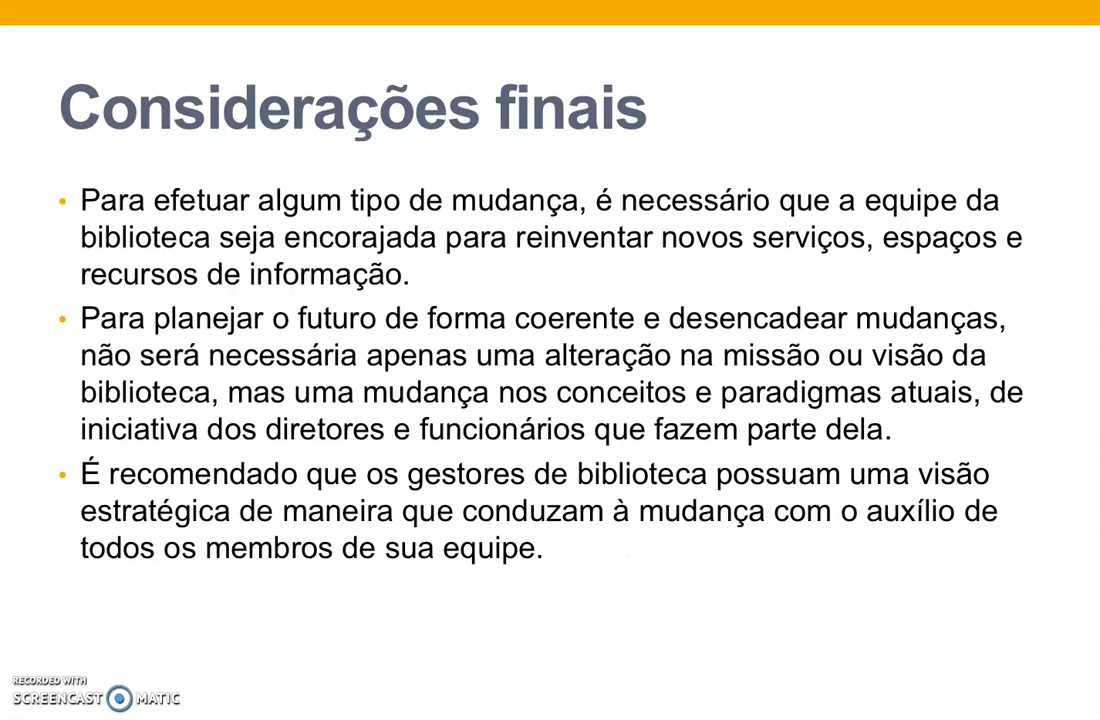 Considerações finais
• Para efetuar algum tipo de mudança, é necessário que a equipe da
biblioteca seja encorajada para reinventar novos serviços, espaços e
recursos de informação.
• Para planejar o futuro de forma coerente e desencadear mudanças,
não será necessária apenas uma alteração na missão ou visão da
biblioteca, mas uma mudança nos conceitos e paradigmas atuais, de
iniciativa dos diretores e funcionários que fazem parte dela.
• É recomendado que os gestores de biblioteca possuam uma visão
estratégica de maneira que conduzam à mudança com o auxílio de
todos os membros de sua equipe.
RECORDED WITH
SCREENCAST MATIC